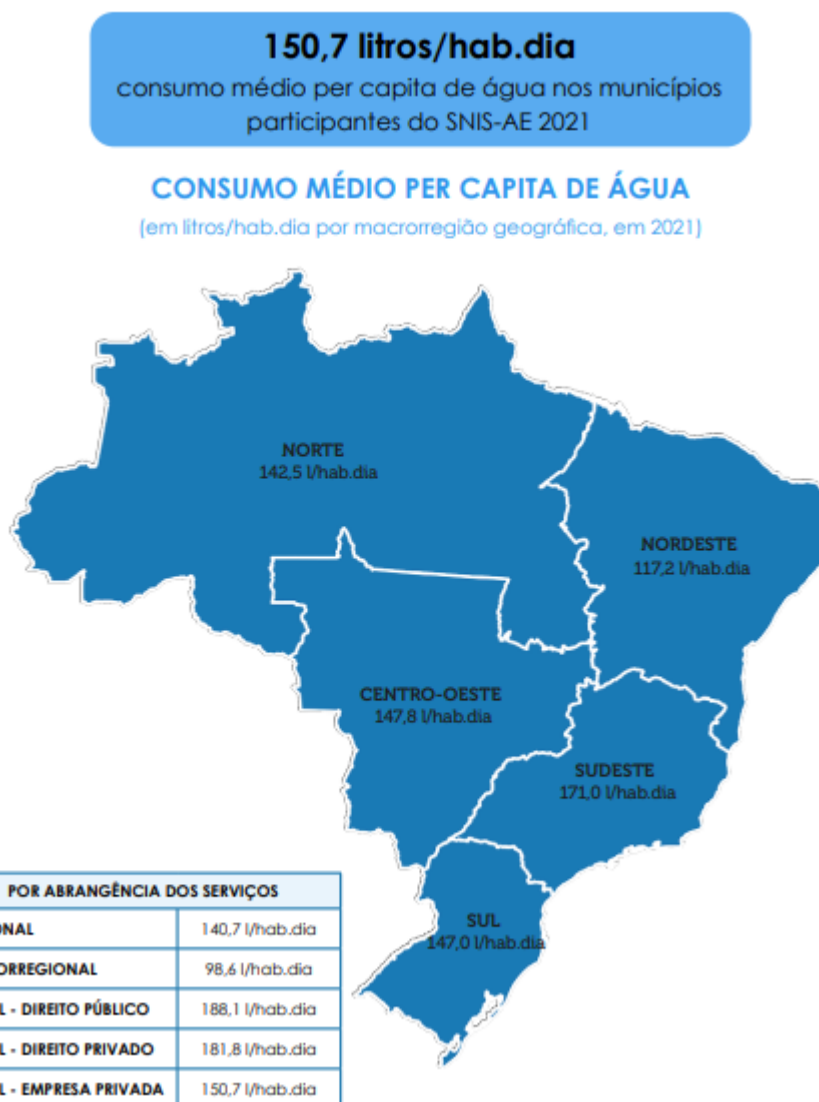 150,7 litros/hab.dia
consumo médio per capita de água nos municípios
participantes do SNIS-AE 2021
CONSUMO MÉDIO PER CAPITA DE ÁGUA
(em litros/hab.dia por macrorregião geográfica, em 2021)
NORTE
142,5 l/hab.dia
NORDESTE
117,2 l/hab.dia
CENTRO-OESTE
147,8 l/hab.dia
SUDESTE
171,0 l/hab.dia
SUL
147,0 l/hab.dia
POR ABRANGÊNCIA DOS SERVIÇOS
ONAL 140,7 l/hab.dia
ORREGIONAL 98,6 l/hab.dia
L - DIREITO PÚBLICO 188,1 l/hab.dia
L - DIREITO PRIVADO 181,8 l/hab.dia
L - EMPRESA PRIVADA 150,7 l/hab.dia